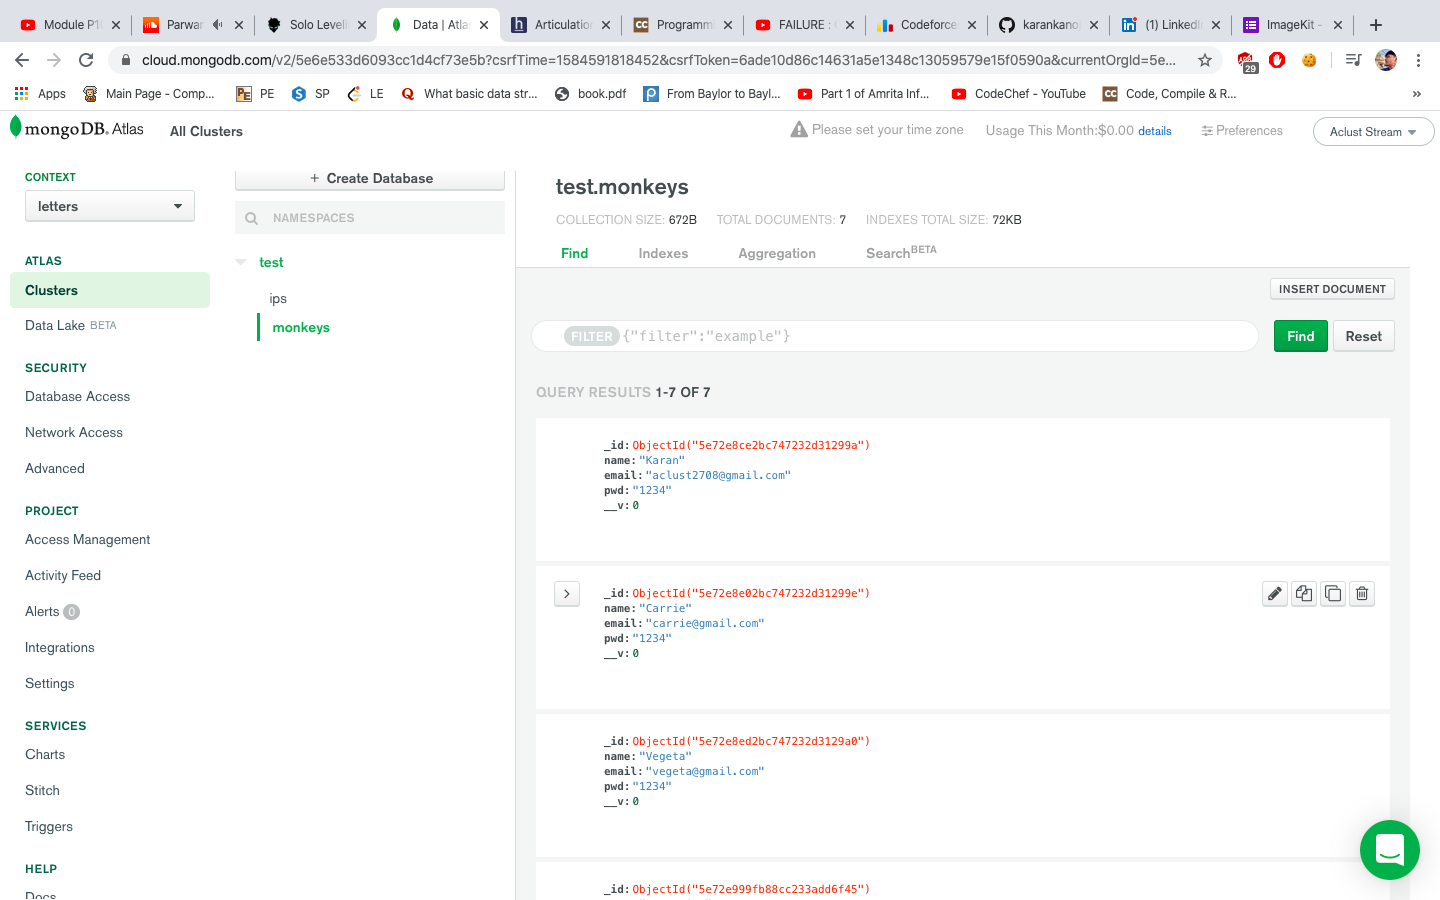 Module P1
Parwar
Solo Leveli
Data | Atlas
Articulation
Programmi
FAILURE :
Codeforces
karankanoj
(1) LinkedIn
ImageKit -
cloud.mongodb.com/v2/5e6e533d6093cc1d4cf73e5b?csrfTime=1584591818452&csrfToken=6ade10d86c14631a5e1348c13059579e15f0590a&currentOrgId=5e...
29
Apps
Main Page - Comp...
PE
SP
LE
What basic data str...
book.pdf
From Baylor to Bayl...
Part 1 of Amrita Inf...
CodeChef - YouTube
Code, Compile & R...
»
mongoDB. Atlas
All Clusters
Please set your time zone
Usage This Month:$0.00 details
Preferences
Aclust Stream
CONTEXT
letters
ATLAS
Clusters
Data Lake BETA
SECURITY
Database Access
Network Access
Advanced
PROJECT
Access Management
Activity Feed
Alerts 0
Integrations
Settings
SERVICES
Charts
Stitch
Triggers
HELP
Docs
+ Create Database
NAMESPACES
test
ips
monkeys
test.monkeys
COLLECTION SIZE: 672B TOTAL DOCUMENTS: 7 INDEXES TOTAL SIZE: 72KB
Find Indexes Aggregation Search BETA
INSERT DOCUMENT
FILTER {"filter":"example"}
Find
Reset
QUERY RESULTS 1-7 OF 7
_id: ObjectId("5e72e8ce2bc747232d31299a")
name: "Karan"
email: "aclust2708@gmail.com"
pwd: "1234"
__v: 0
_id: ObjectId("5e72e8e02bc747232d31299e")
name: "Carrie"
email: "carrie@gmail.com"
pwd: "1234"
__v: 0
_id: ObjectId("5e72e8ed2bc747232d3129a0")
name: "Vegeta"
email: "vegeta@gmail.com"
pwd: "1234"
__v: 0
_id: ObjectId("5e72e999fb88cc233add6f45")